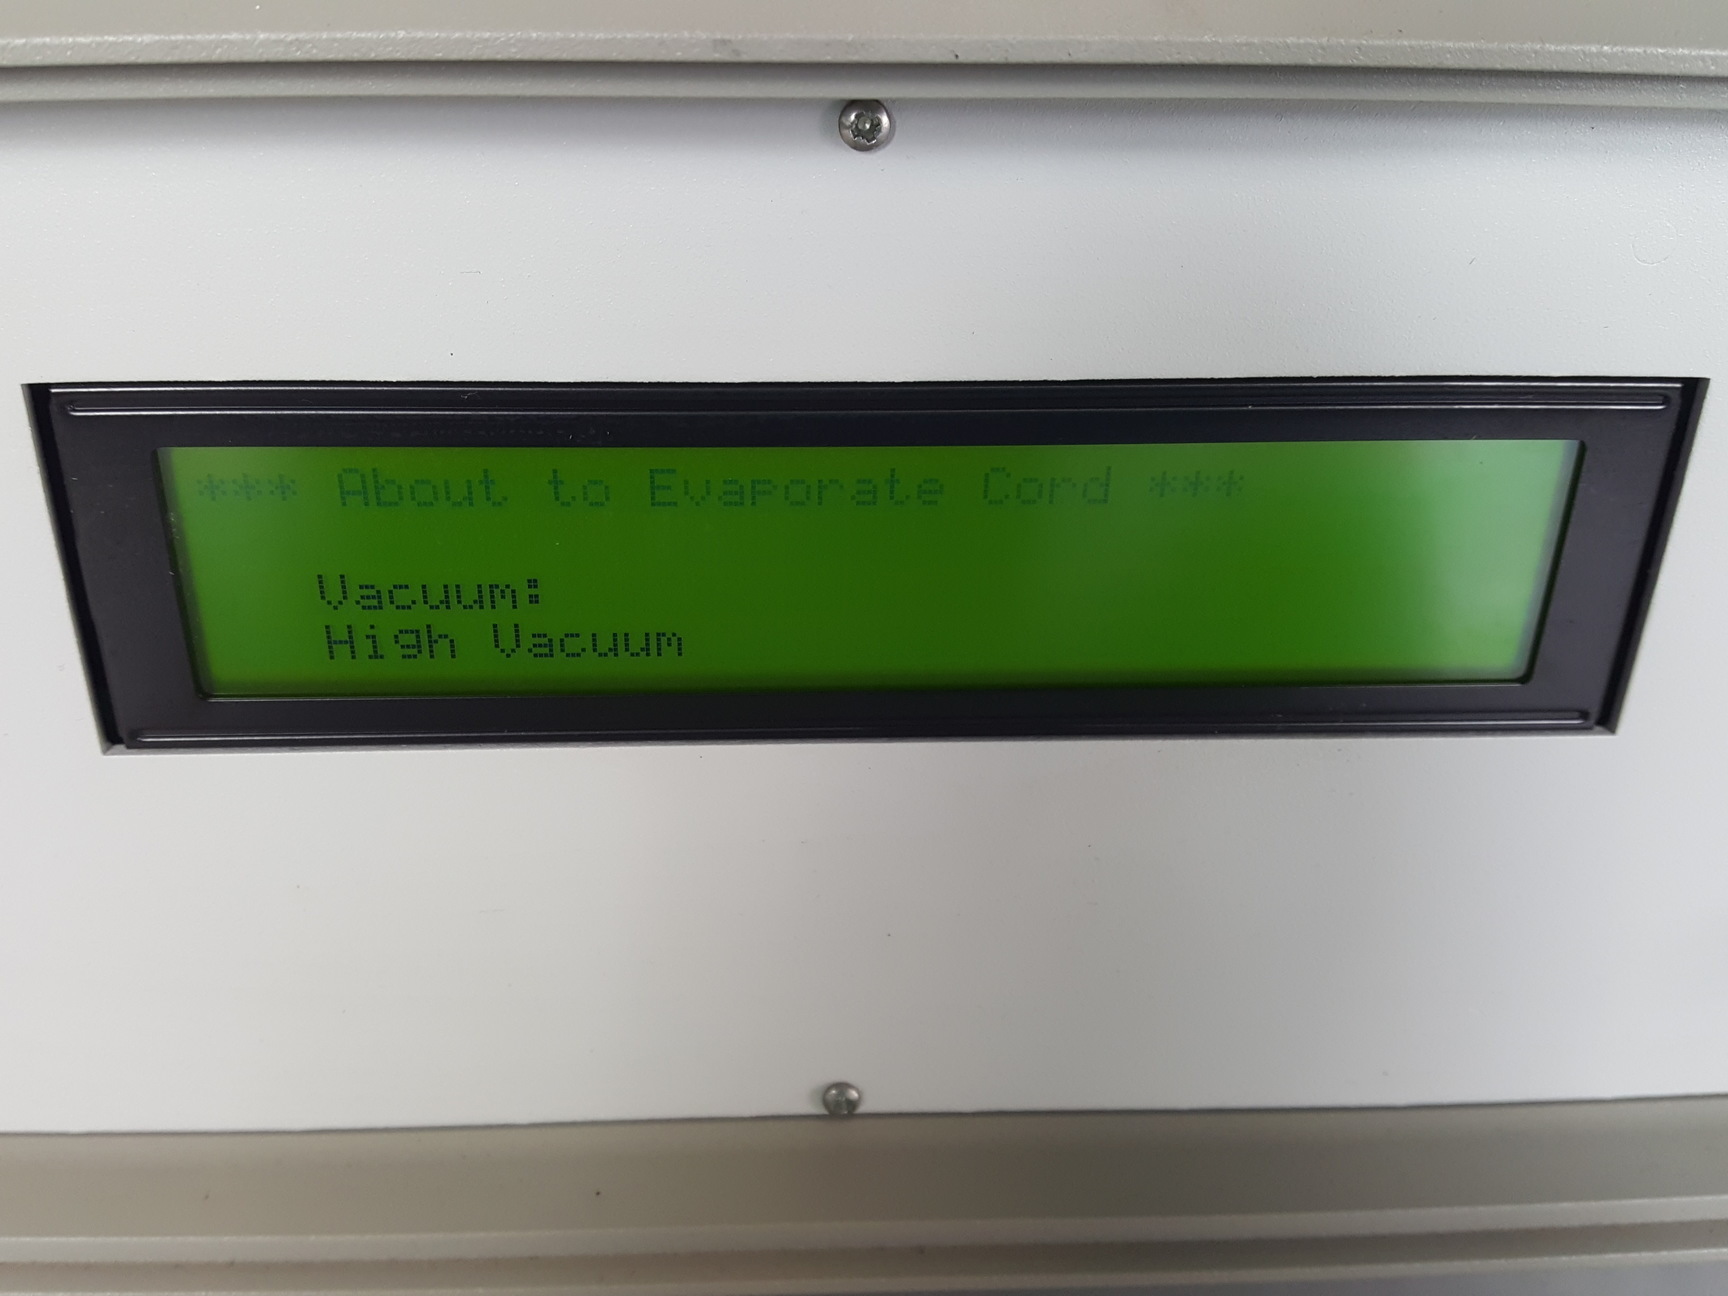 *** About to Evaporate Cord ***
Vacuum:
High Vacuum